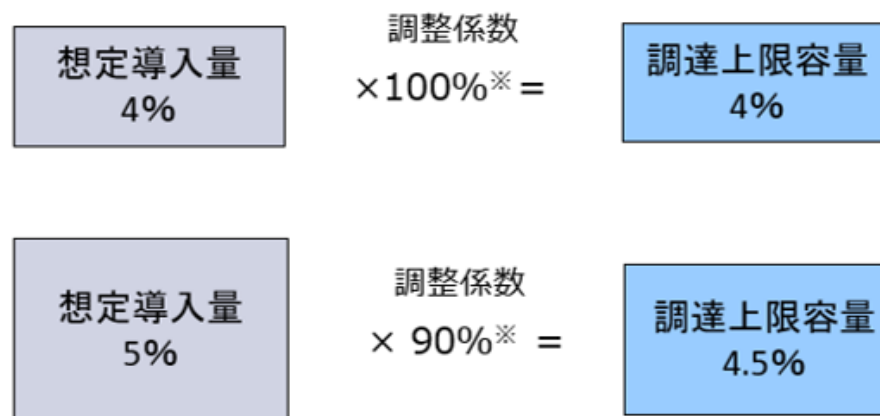 想定導入量
4%
調整係数
×100%※=
調達上限容量
4%
想定導入量
5%
調整係数
× 90%※ =
調達上限容量
4.5%